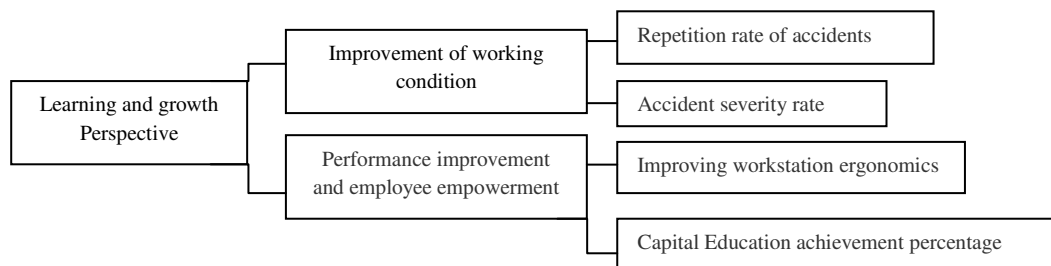 Learning and growth
Perspective
Improvement of working
condition
Repetition rate of accidents
Accident severity rate
Performance improvement
and employee empowerment
Improving workstation ergonomics
Capital Education achievement percentage